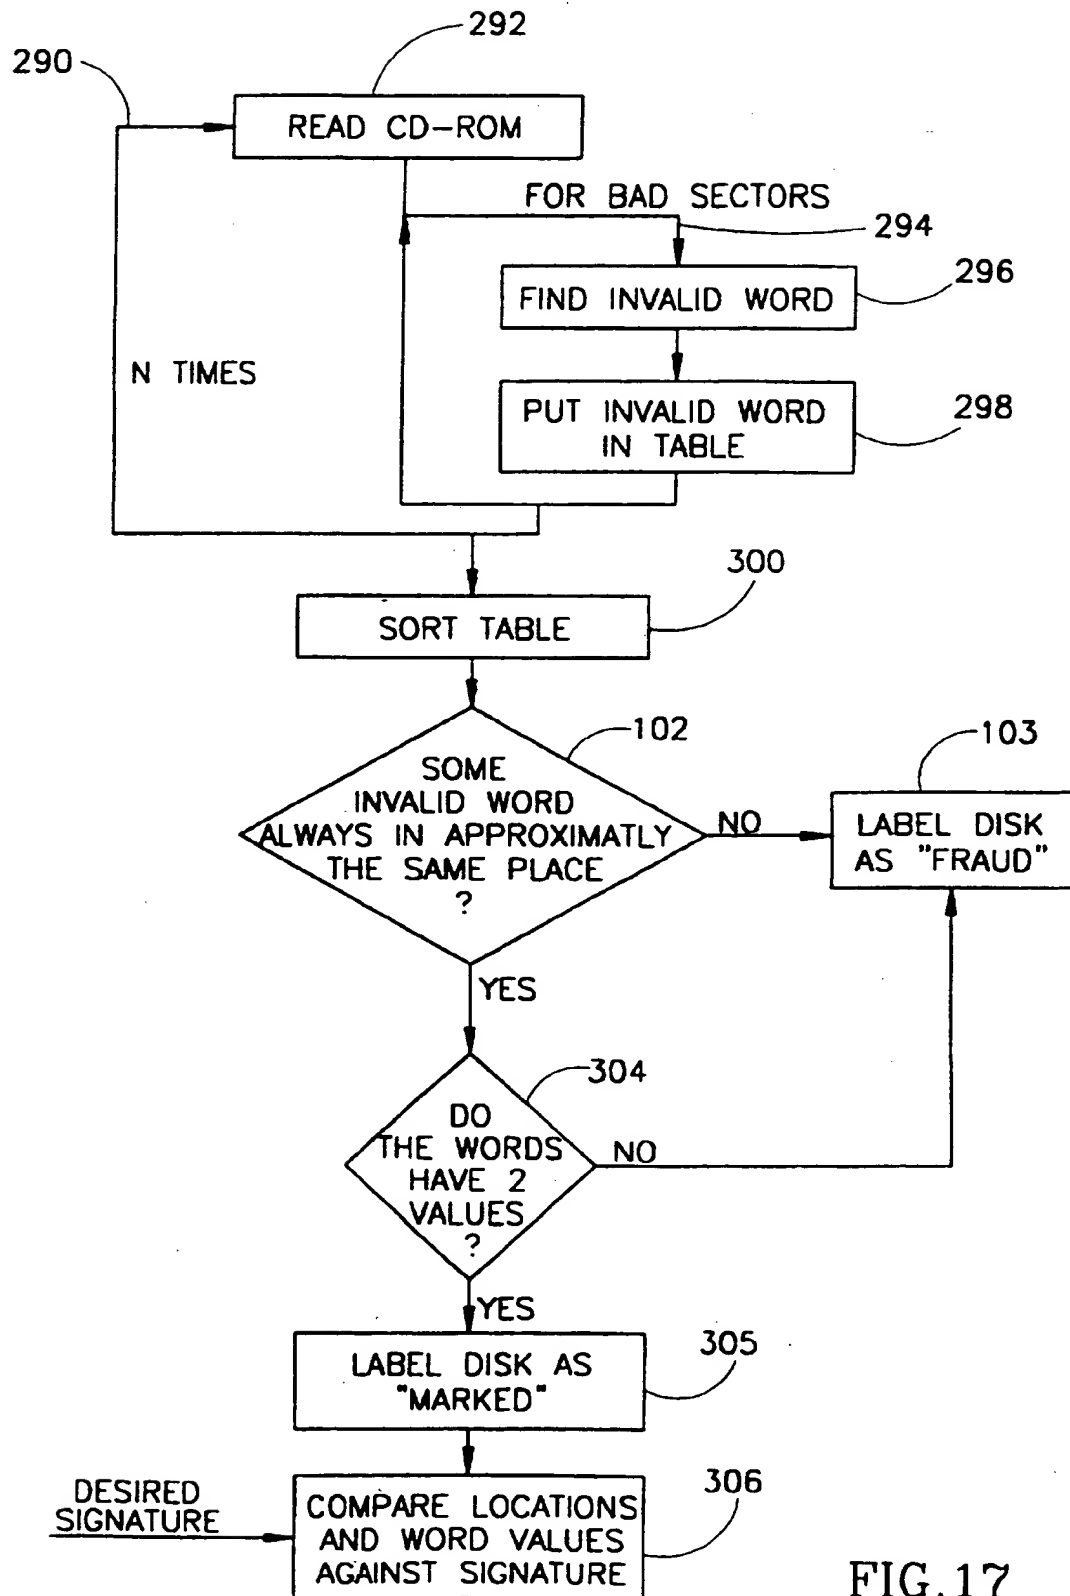 292
290
READ CD-ROM
FOR BAD SECTORS
294
296
FIND INVALID WORD
N TIMES
298
PUT INVALID WORD
IN TABLE
300
SORT TABLE
102
103
SOME
INVALID WORD
ALWAYS IN APPROXIMATLY
THE SAME PLACE
?
NO
LABEL DISK
AS "FRAUD"
YES
304
DO
THE WORDS
HAVE 2
VALUES
?
NO
YES
305
LABEL DISK AS
"MARKED"
306
DESIRED
SIGNATURE
COMPARE LOCATIONS
AND WORD VALUES
AGAINST SIGNATURE
FIG.17